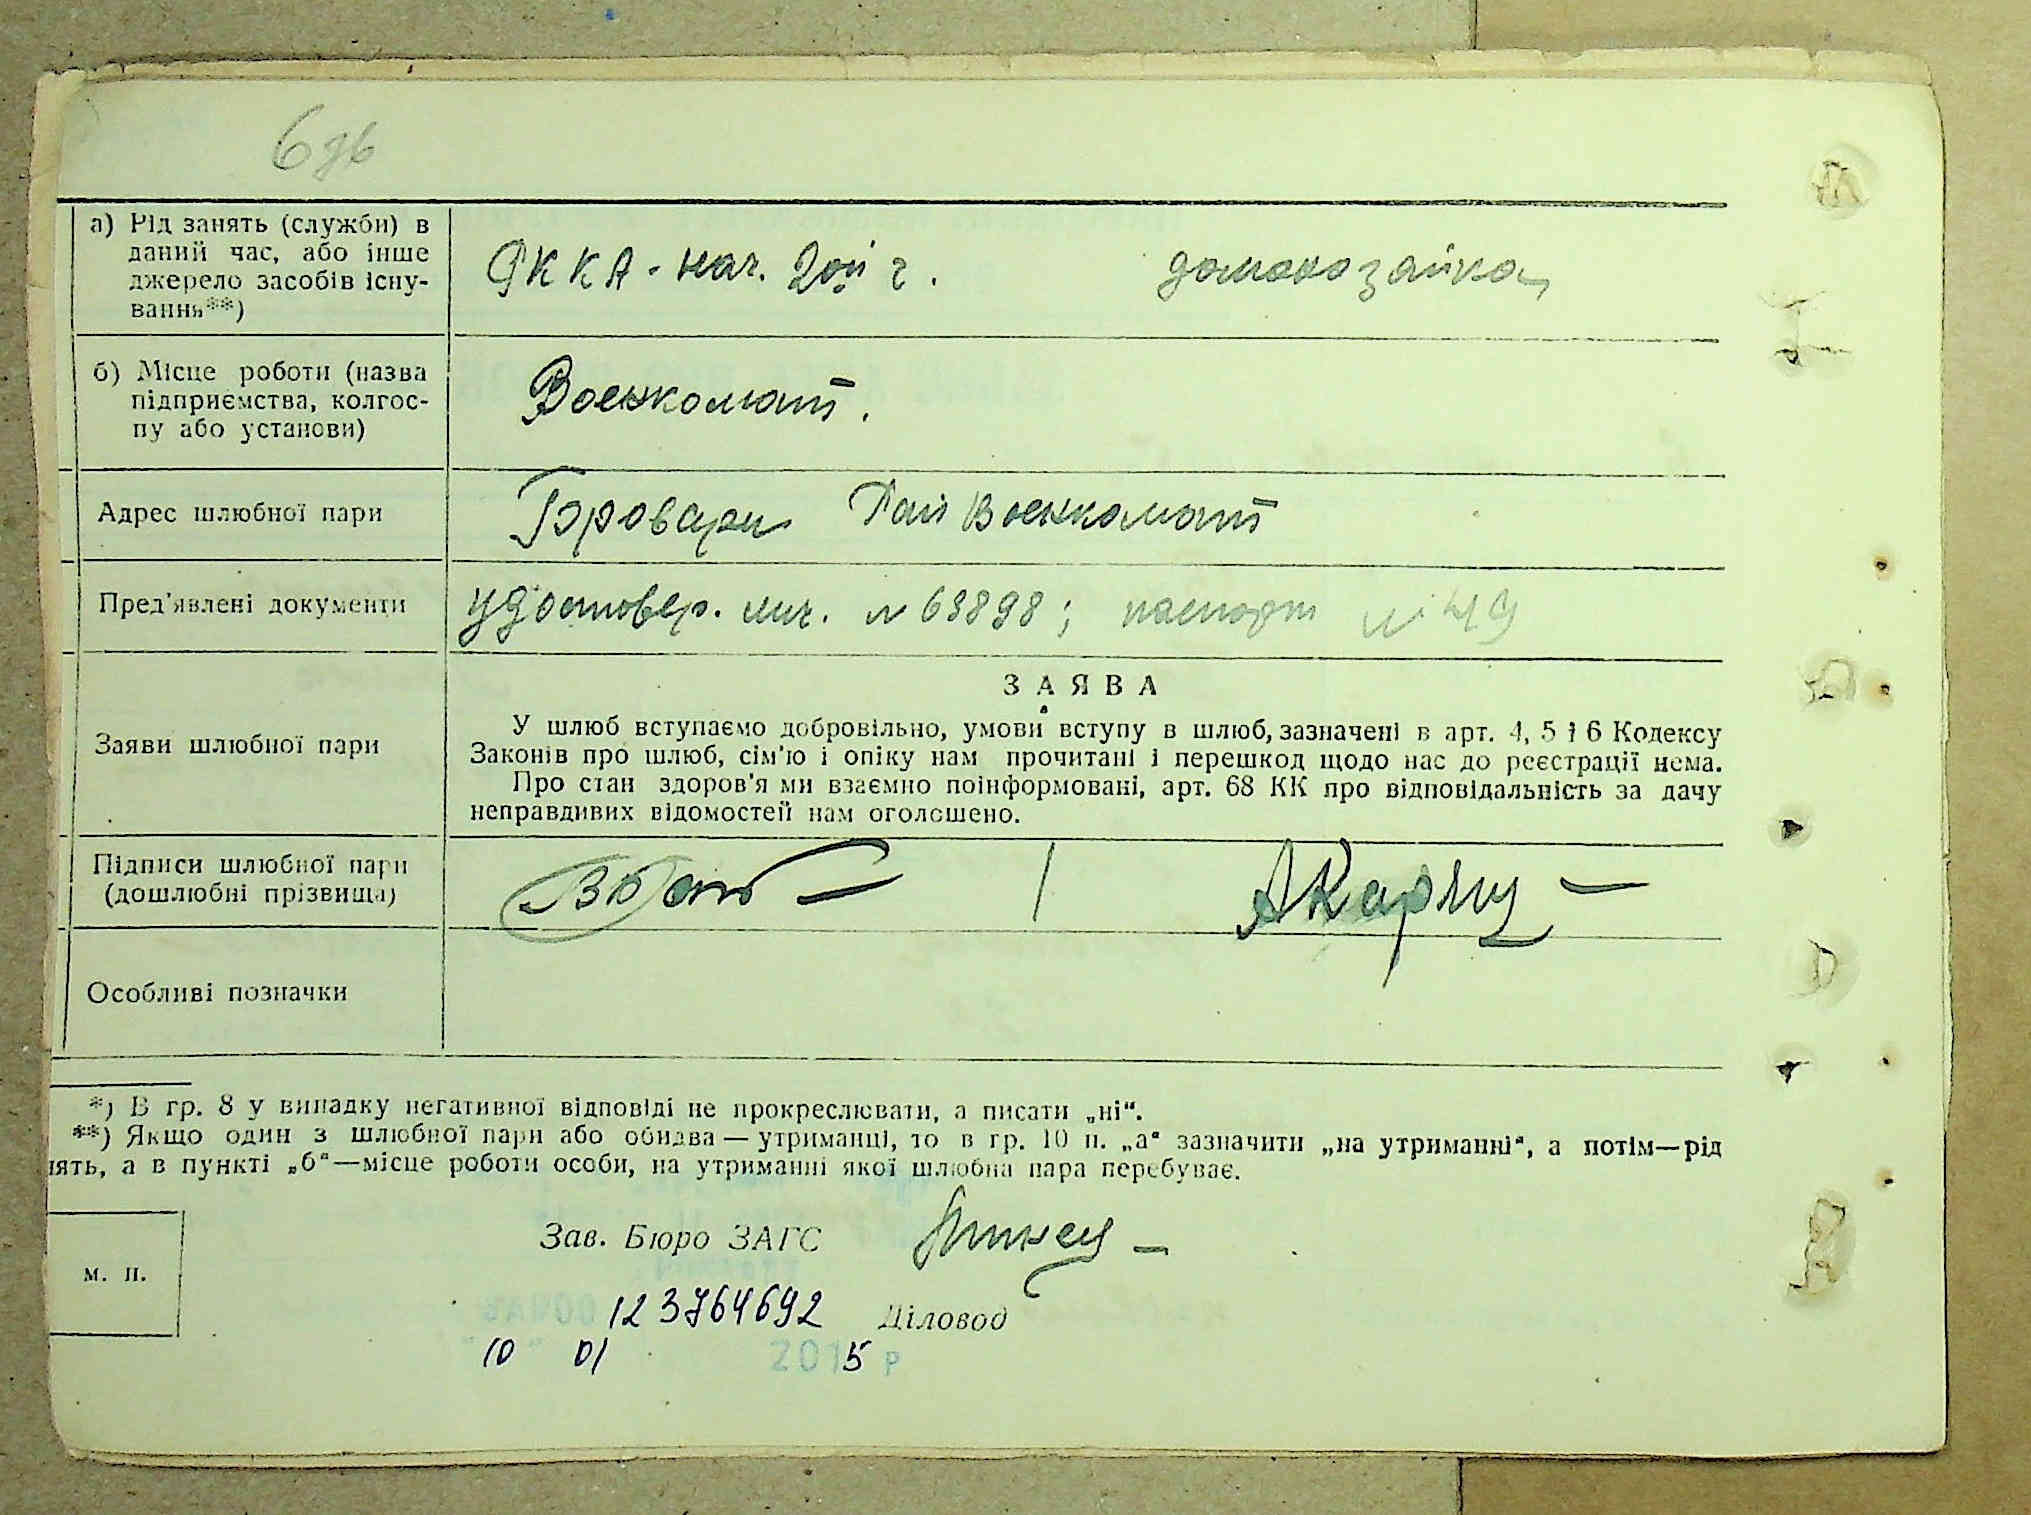 а) Рід занять (служби) в
даний час, або інше
джерело засобів існу-
вання**)
РККА - нач. 2ой ч.
домохозайка
б) Місце роботи (назва
підприємства, колгос-
пу або установи)
Военкомат.
Адрес шлюбної пари
Бровари Рай Военкомат
Пред'явлені документи
удостовер. лич. № 63898; паспорт № 49
Заяви шлюбної пари
ЗАЯВА
У шлюб вступаємо добровільно, умови вступу в шлюб, зазначені в арт. 4, 5 і 6 Кодексу
Законів про шлюб, сім'ю і опіку нам прочитані і перешкод щодо нас до реєстрації нема.
Про стан здоров'я ми взаємно поінформовані, арт. 68 КК про відповідальність за дачу
неправдивих відомостей нам оголошено.
Підписи шлюбної пари
(дошлюбні прізвища)
Особливі позначки
*) В гр. 8 у випадку негативної відповіді не прокреслювати, а писати „ні“.
**) Якщо один з шлюбної пари або обидва — утриманці, то в гр. 10 п. „а“ зазначити „на утриманні“, а потім—рід
нять, а в пункті „б“—місце роботи особи, на утриманні якої шлюбна пара перебуває.
Зав. Бюро ЗАГС
м. п.
123764692 Діловод
10 01 2015 р